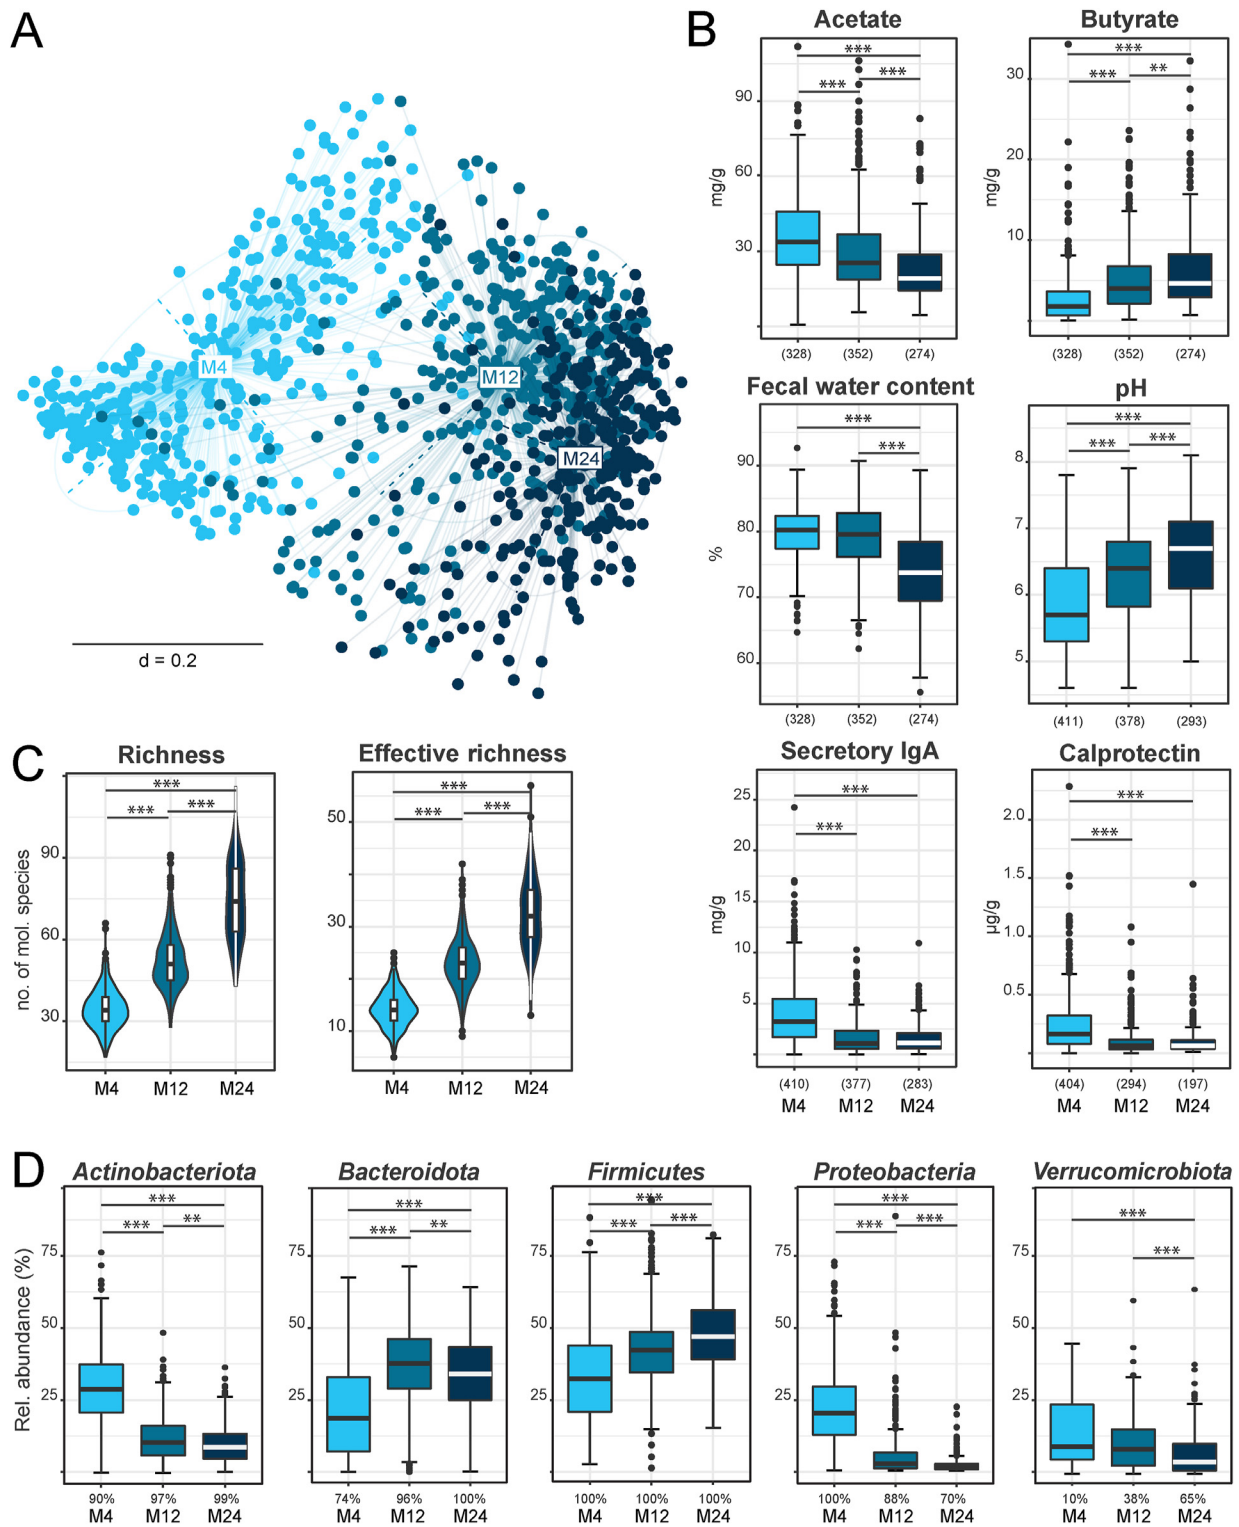 A
M4
M12
M24
d = 0.2
B
Acetate
Butyrate
mg/g
90
60
30
***
***
***
(328)
(352)
(274)
mg/g
30
20
10
***
***
**
(328)
(352)
(274)
Fecal water content
pH
%
90
80
70
60
***
***
(328)
(352)
(274)
8
7
6
5
***
***
***
(411)
(378)
(293)
Secretory IgA
Calprotectin
mg/g
25
20
15
10
5
***
***
(410)
(377)
(283)
M4
M12
M24
µg/g
2.0
1.5
1.0
0.5
***
***
(404)
(294)
(197)
M4
M12
M24
C
Richness
Effective richness
no. of mol. species
90
60
30
***
***
***
M4
M12
M24
50
30
10
***
***
***
M4
M12
M24
D
Actinobacteriota
Bacteroidota
Firmicutes
Proteobacteria
Verrucomicrobiota
Rel. abundance (%)
75
50
25
***
***
**
90%
97%
99%
M4
M12
M24
75
50
25
***
***
**
74%
96%
100%
M4
M12
M24
75
50
25
***
***
***
100%
100%
100%
M4
M12
M24
75
50
25
***
***
***
100%
88%
70%
M4
M12
M24
75
50
25
***
***
10%
38%
65%
M4
M12
M24